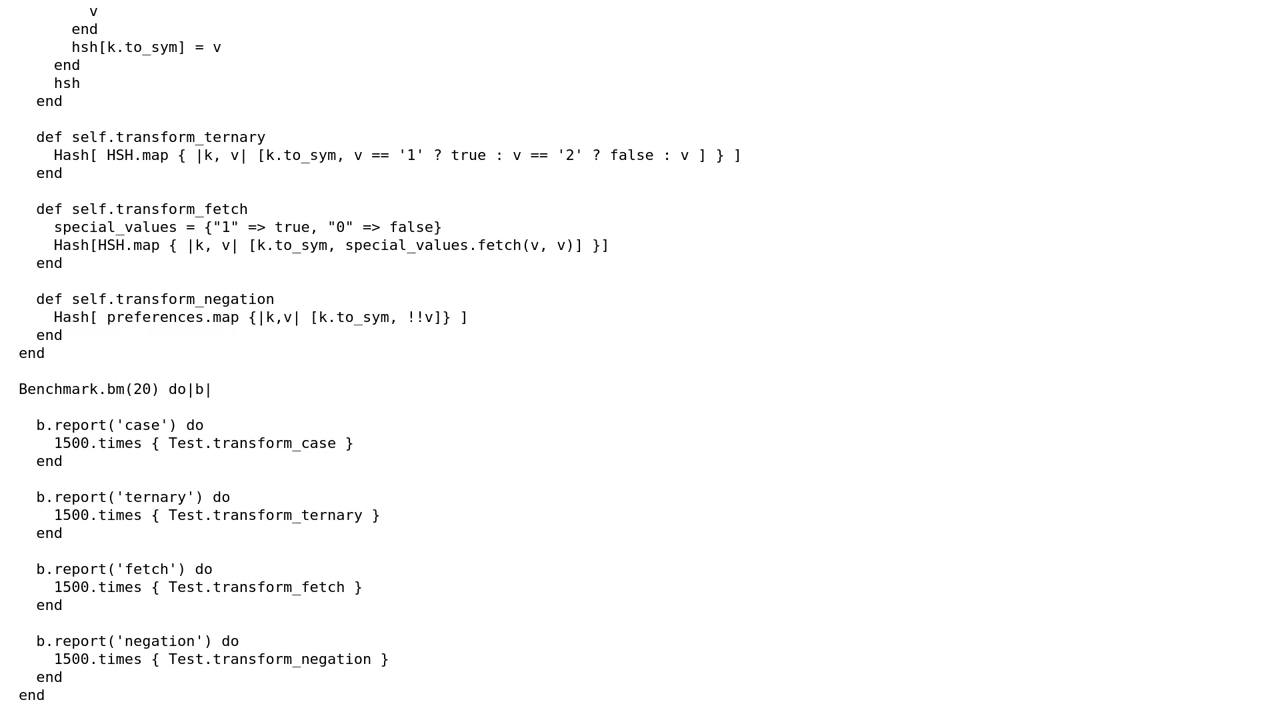 v
end
hsh[k.to_sym] = v
end
hsh
end
def self.transform_ternary
Hash[ HSH.map { |k, v| [k.to_sym, v == '1' ? true : v == '2' ? false : v ] } ]
end
def self.transform_fetch
special_values = {"1" => true, "0" => false}
Hash[HSH.map { |k, v| [k.to_sym, special_values.fetch(v, v)] }]
end
def self.transform_negation
Hash[ preferences.map {|k,v| [k.to_sym, !!v]} ]
end
end
Benchmark.bm(20) do|b|
b.report('case') do
1500.times { Test.transform_case }
end
b.report('ternary') do
1500.times { Test.transform_ternary }
end
b.report('fetch') do
1500.times { Test.transform_fetch }
end
b.report('negation') do
1500.times { Test.transform_negation }
end
end